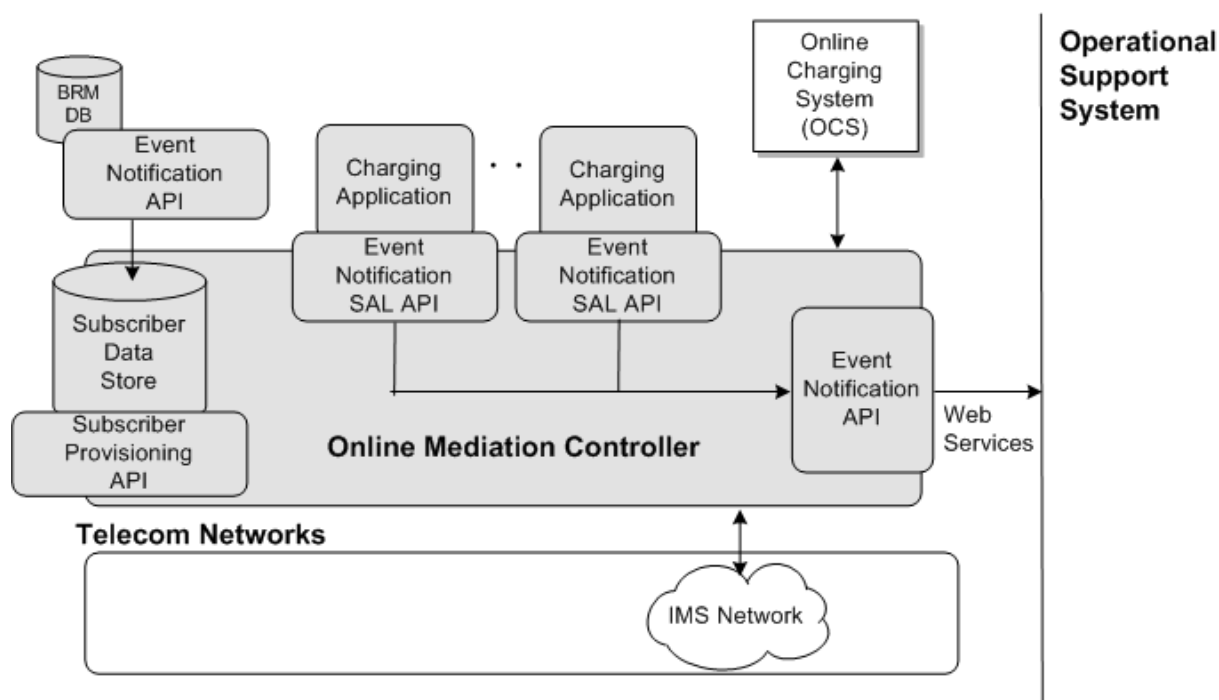 Online
Charging
System
(OCS)
Operational
Support
System
BRM
DB
Event
Notification
API
Charging
Application
. .
Charging
Application
Event
Notification
SAL API
Event
Notification
SAL API
Subscriber
Data
Store
Event
Notification
API
Web
Services
Subscriber
Provisioning
API
Online Mediation Controller
Telecom Networks
IMS Network